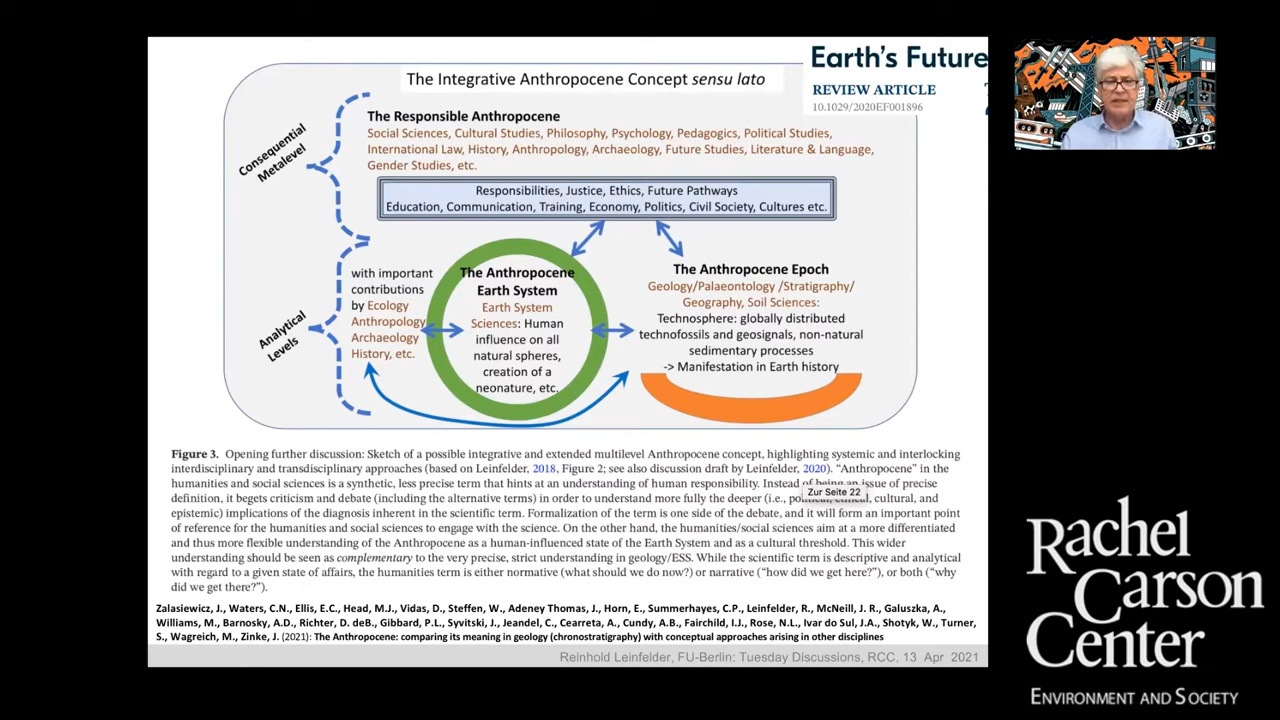 Earth's Future
REVIEW ARTICLE
10.1029/2020EF001896
The Integrative Anthropocene Concept sensu lato
Consequential
Metalevel
The Responsible Anthropocene
Social Sciences, Cultural Studies, Philosophy, Psychology, Pedagogics, Political Studies,
International Law, History, Anthropology, Archaeology, Future Studies, Literature & Language,
Gender Studies, etc.
Responsibilities, Justice, Ethics, Future Pathways
Education, Communication, Training, Economy, Politics, Civil Society, Cultures etc.
Analytical
Levels
with important
contributions
by Ecology
Anthropology
Archaeology
History, etc.
The Anthropocene
Earth System
Earth System
Sciences: Human
influence on all
natural spheres,
creation of a
neonature, etc.
The Anthropocene Epoch
Geology/Palaeontology /Stratigraphy/
Geography, Soil Sciences:
Technosphere: globally distributed
technofossils and geosignals, non-natural
sedimentary processes
-> Manifestation in Earth history
Figure 3. Opening further discussion: Sketch of a possible integrative and extended multilevel Anthropocene concept, highlighting systemic and interlocking
interdisciplinary and transdisciplinary approaches (based on Leinfelder, 2018, Figure 2; see also discussion draft by Leinfelder, 2020). "Anthropocene" in the
humanities and social sciences is a synthetic, less precise term that hints at an understanding of human responsibility. Instead of being an issue of precise
definition, it begets criticism and debate (including the alternative terms) in order to understand more fully the deeper (i.e., political, ethical, cultural, and
epistemic) implications of the diagnosis inherent in the scientific term. Formalization of the term is one side of the debate, and it will form an important point
of reference for the humanities and social sciences to engage with the science. On the other hand, the humanities/social sciences aim at a more differentiated
and thus more flexible understanding of the Anthropocene as a human-influenced state of the Earth System and as a cultural threshold. This wider
understanding should be seen as complementary to the very precise, strict understanding in geology/ESS. While the scientific term is descriptive and analytical
with regard to a given state of affairs, the humanities term is either normative (what should we do now?) or narrative ("how did we get here?"), or both ("why
did we get there?").
Zur Seite 22
Zalasiewicz, J., Waters, C.N., Ellis, E.C., Head, M.J., Vidas, D., Steffen, W., Adeney Thomas, J., Horn, E., Summerhayes, C.P., Leinfelder, R., McNeill, J. R., Galuszka, A.,
Williams, M., Barnosky, A.D., Richter, D. deB., Gibbard, P.L., Syvitski, J., Jeandel, C., Cearreta, A., Cundy, A.B., Fairchild, I.J., Rose, N.L., Ivar do Sul, J.A., Shotyk, W., Turner,
S., Wagreich, M., Zinke, J. (2021): The Anthropocene: comparing its meaning in geology (chronostratigraphy) with conceptual approaches arising in other disciplines
Reinhold Leinfelder, FU-Berlin: Tuesday Discussions, RCC, 13 Apr 2021
Rachel
Carson
Center
ENVIRONMENT AND SOCIETY